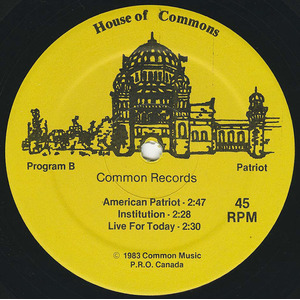 House of Commons
Program B
Patriot
Common Records
American Patriot - 2:47
Institution - 2:28
Live For Today - 2:30
45
RPM
© 1983 Common Music
P.R.O. Canada